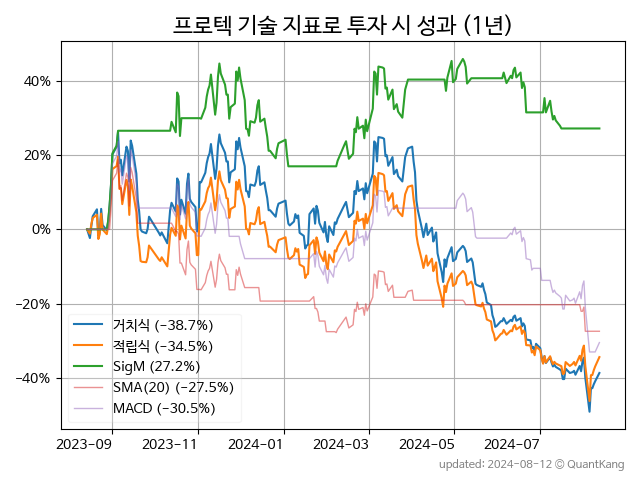 프로텍 기술 지표로 투자 시 성과 (1년)
40%
20%
0%
−20%
−40%
거치식 (−38.7%)
적립식 (−34.5%)
SigM (27.2%)
SMA(20) (−27.5%)
MACD (−30.5%)
2023−09 2023−11 2024−01 2024−03 2024−05 2024−07
updated: 2024−08−12 © QuantKang